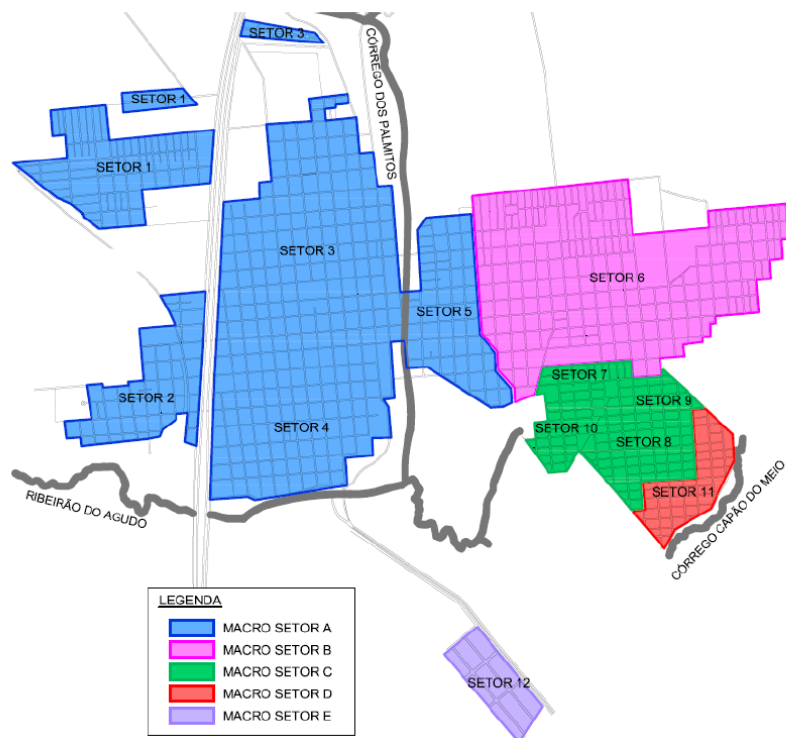 SETOR 3
CÓRREGO DOS PALMITOS
SETOR 1
SETOR 1
SETOR 3
SETOR 6
SETOR 5
SETOR 7
SETOR 2
SETOR 9
SETOR 4
SETOR 10
SETOR 8
SETOR 11
RIBEIRÃO DO AGUDO
CÓRREGO CAPÃO DO MEIO
LEGENDA
MACRO SETOR A
MACRO SETOR B
MACRO SETOR C
MACRO SETOR D
MACRO SETOR E
SETOR 12